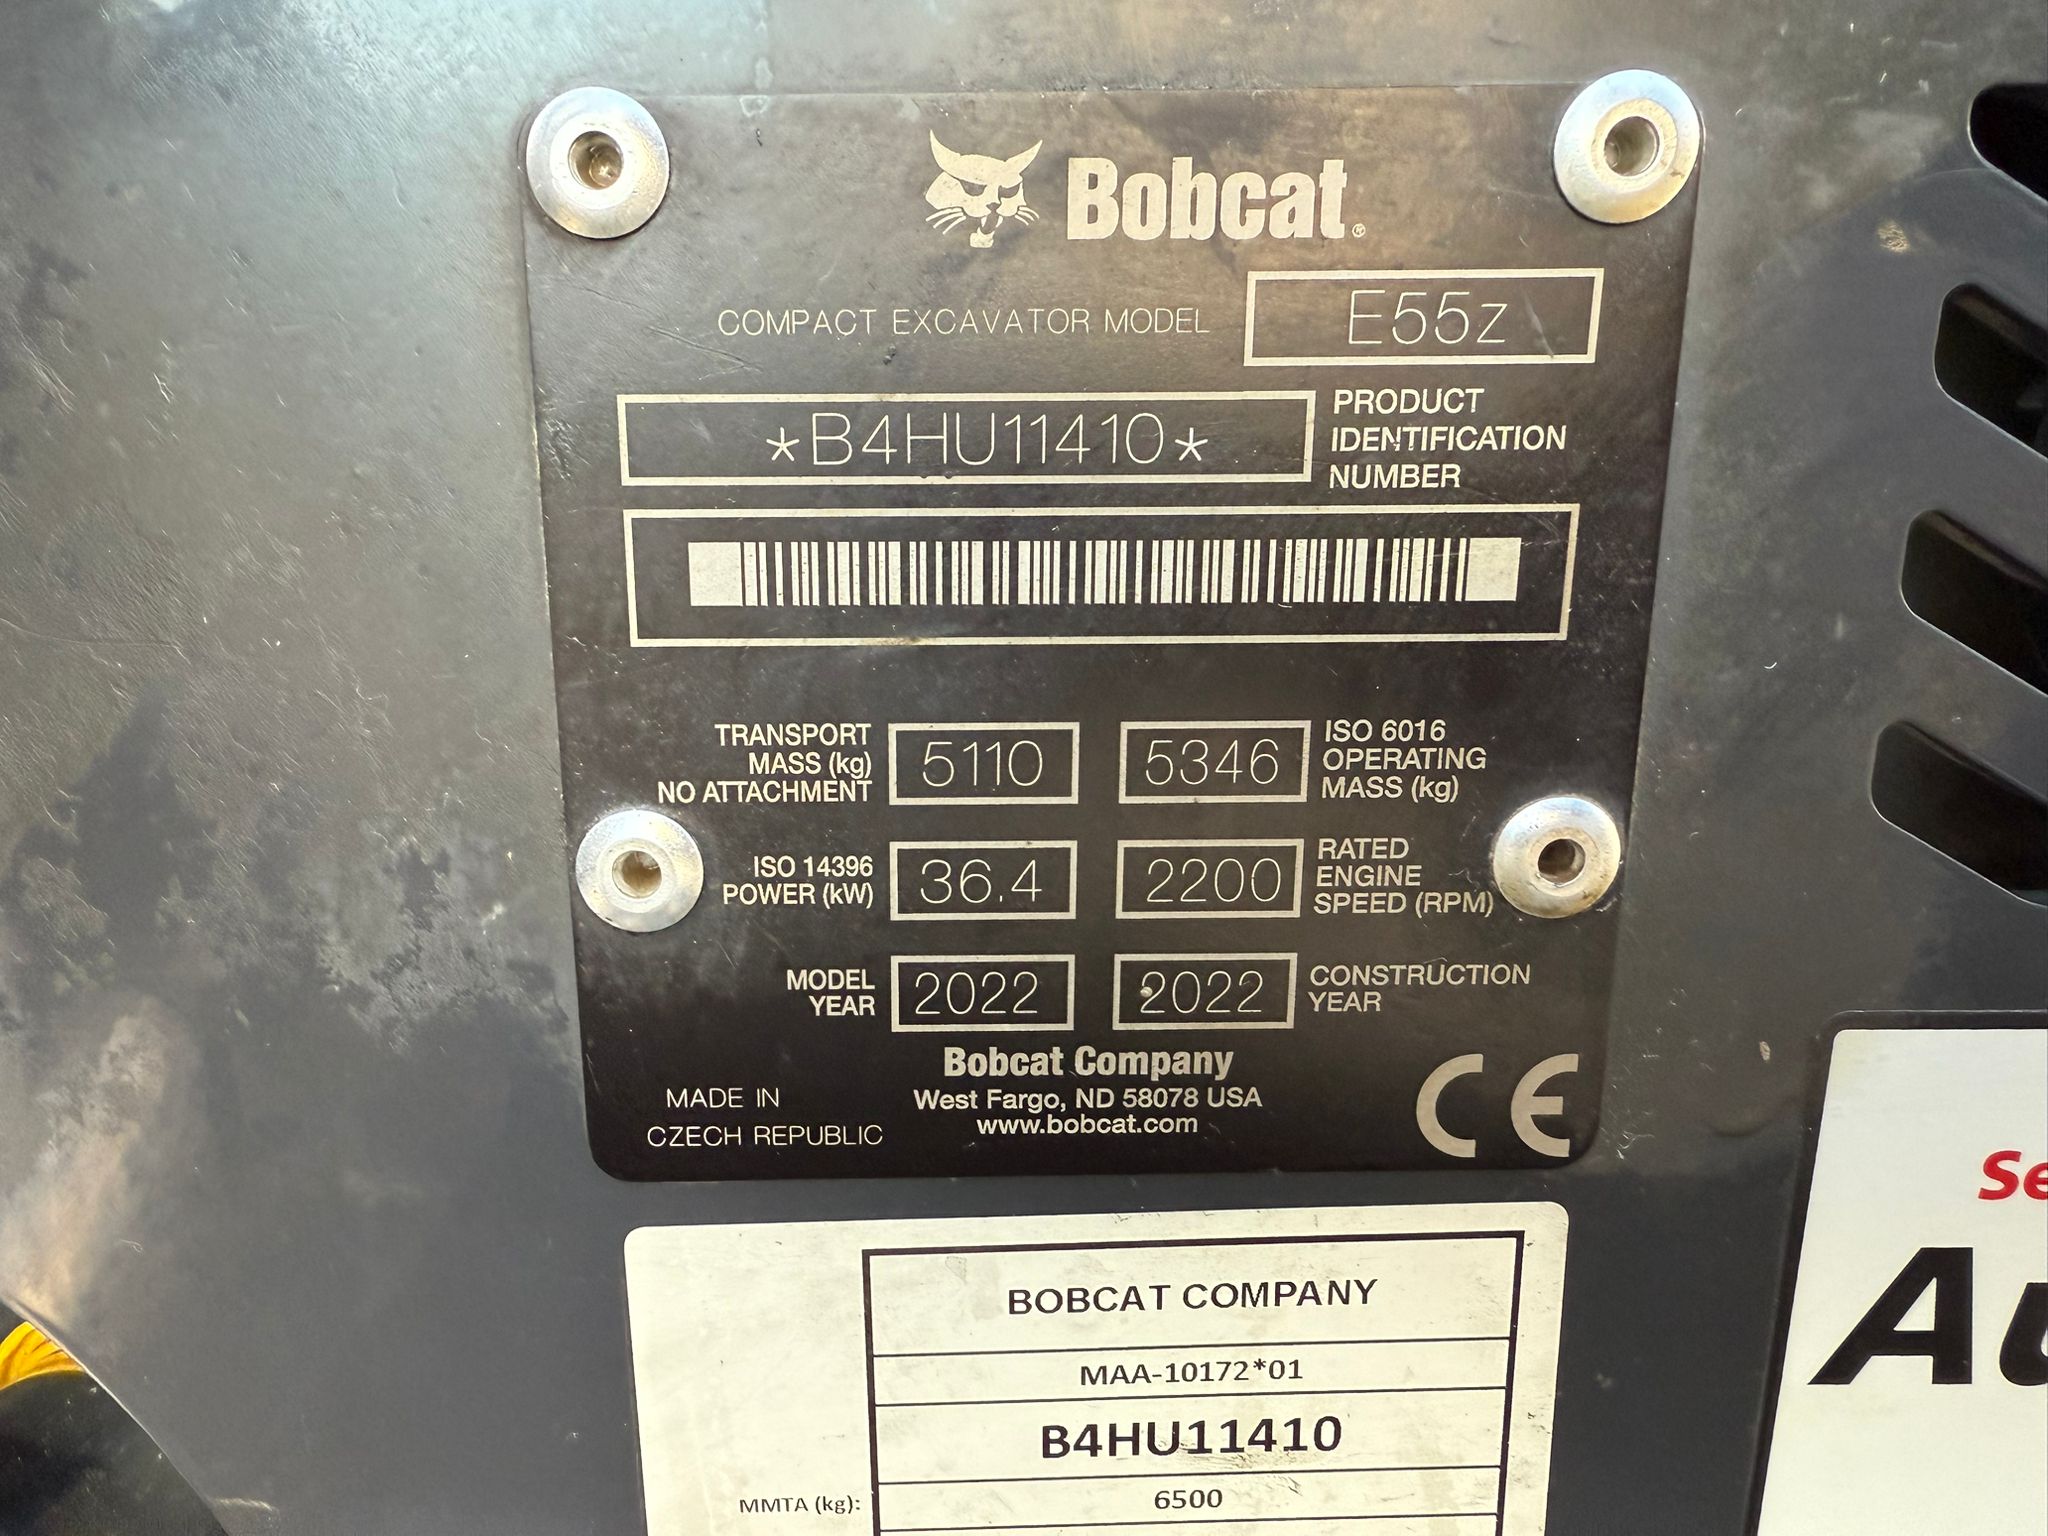 Bobcat®
COMPACT EXCAVATOR MODEL E55z
*B4HU11410*
PRODUCT
IDENTIFICATION
NUMBER
TRANSPORT
MASS (kg)
NO ATTACHMENT
5110
5346
ISO 6016
OPERATING
MASS (kg)
ISO 14396
POWER (kW)
36.4
2200
RATED
ENGINE
SPEED (RPM)
MODEL
YEAR
2022
2022
CONSTRUCTION
YEAR
Bobcat Company
West Fargo, ND 58078 USA
www.bobcat.com
MADE IN
CZECH REPUBLIC
CE
BOBCAT COMPANY
MAA-10172*01
B4HU11410
MMTA (kg): 6500